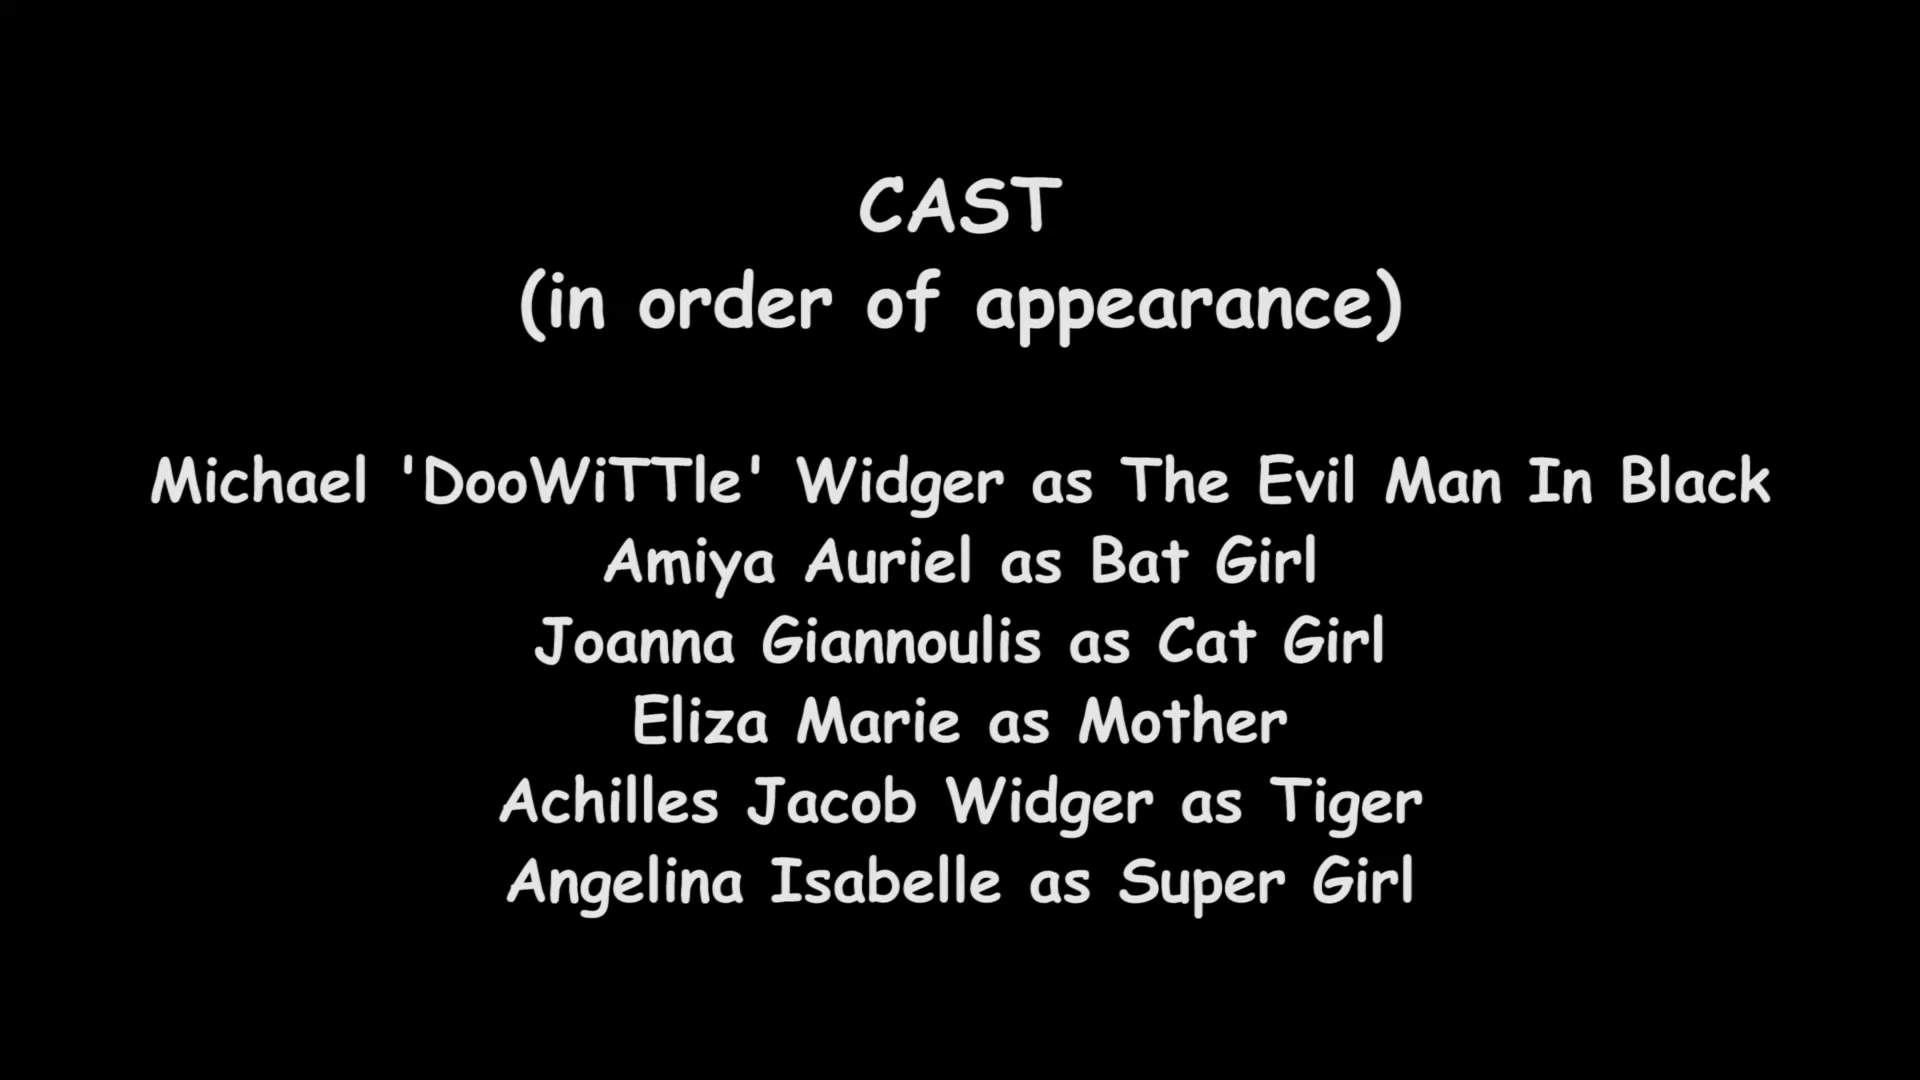 CAST
(in order of appearance)
Michael 'DooWiTTle' Widger as The Evil Man In Black
Amiya Auriel as Bat Girl
Joanna Giannoulis as Cat Girl
Eliza Marie as Mother
Achilles Jacob Widger as Tiger
Angelina Isabelle as Super Girl